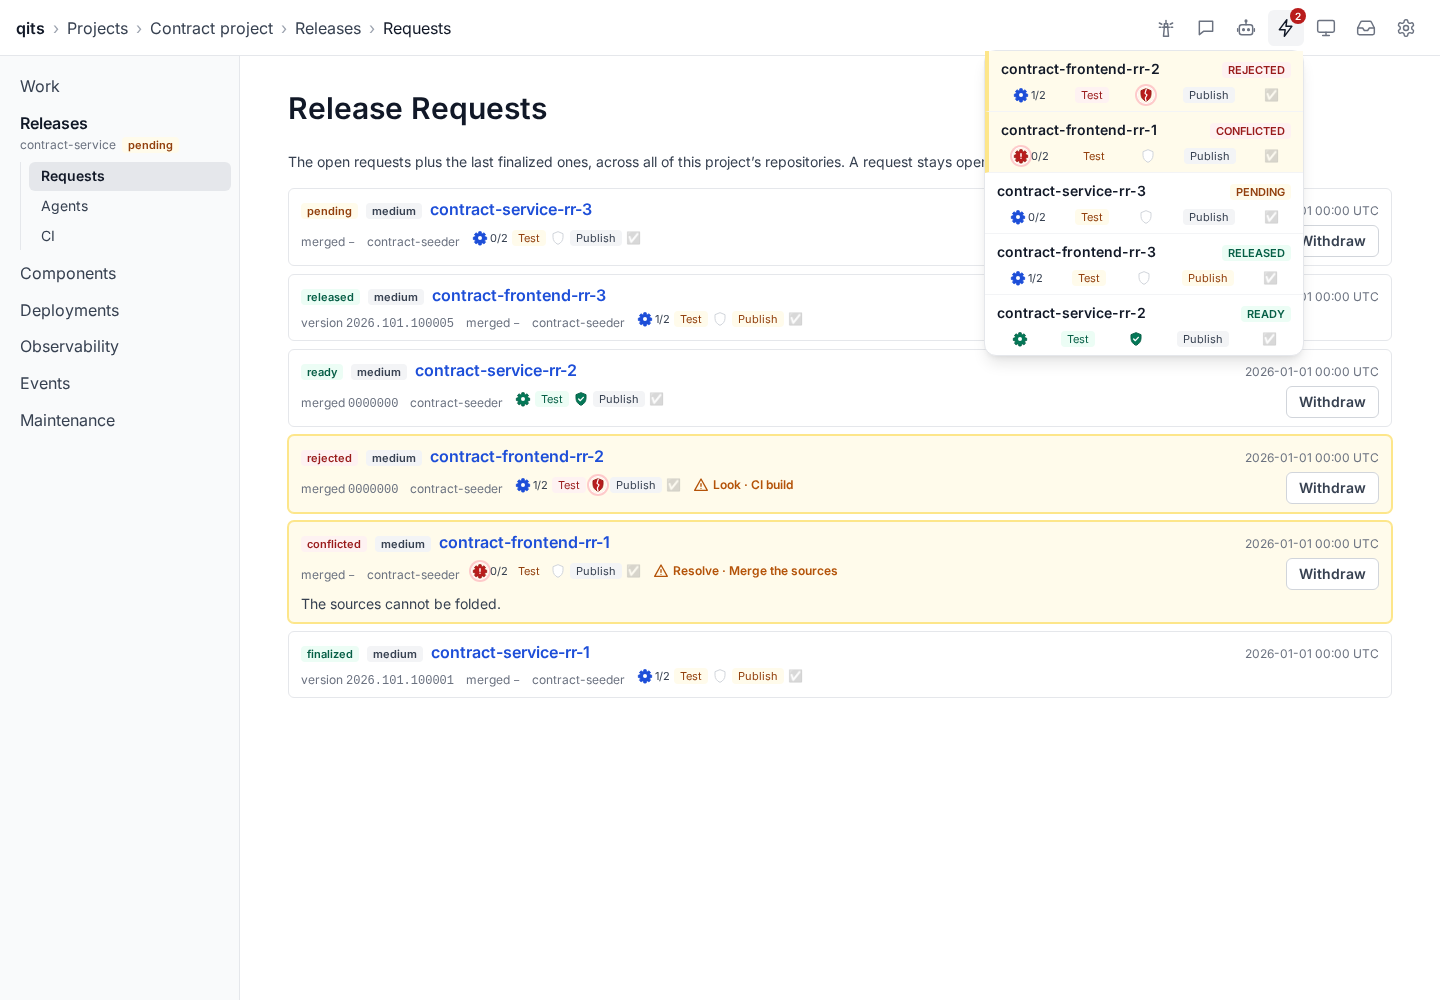 qits › Projects › Contract project › Releases › Requests
2
Work
Releases
contract-service pending
Requests
Agents
CI
Components
Deployments
Observability
Events
Maintenance
Release Requests
The open requests plus the last finalized ones, across all of this project's repositories. A request stays open
pending medium contract-service-rr-3
01 00:00 UTC
merged – contract-seeder 0/2 Test Publish
Withdraw
released medium contract-frontend-rr-3
01 00:00 UTC
version 2026.101.100005 merged – contract-seeder 1/2 Test Publish
ready medium contract-service-rr-2
2026-01-01 00:00 UTC
merged 0000000 contract-seeder Test Publish
Withdraw
rejected medium contract-frontend-rr-2
2026-01-01 00:00 UTC
merged 0000000 contract-seeder 1/2 Test Publish Look · CI build
Withdraw
conflicted medium contract-frontend-rr-1
2026-01-01 00:00 UTC
merged – contract-seeder 0/2 Test Publish Resolve · Merge the sources
Withdraw
The sources cannot be folded.
finalized medium contract-service-rr-1
2026-01-01 00:00 UTC
version 2026.101.100001 merged – contract-seeder 1/2 Test Publish
contract-frontend-rr-2 REJECTED
1/2 Test Publish
contract-frontend-rr-1 CONFLICTED
0/2 Test Publish
contract-service-rr-3 PENDING
0/2 Test Publish
contract-frontend-rr-3 RELEASED
1/2 Test Publish
contract-service-rr-2 READY
Test Publish